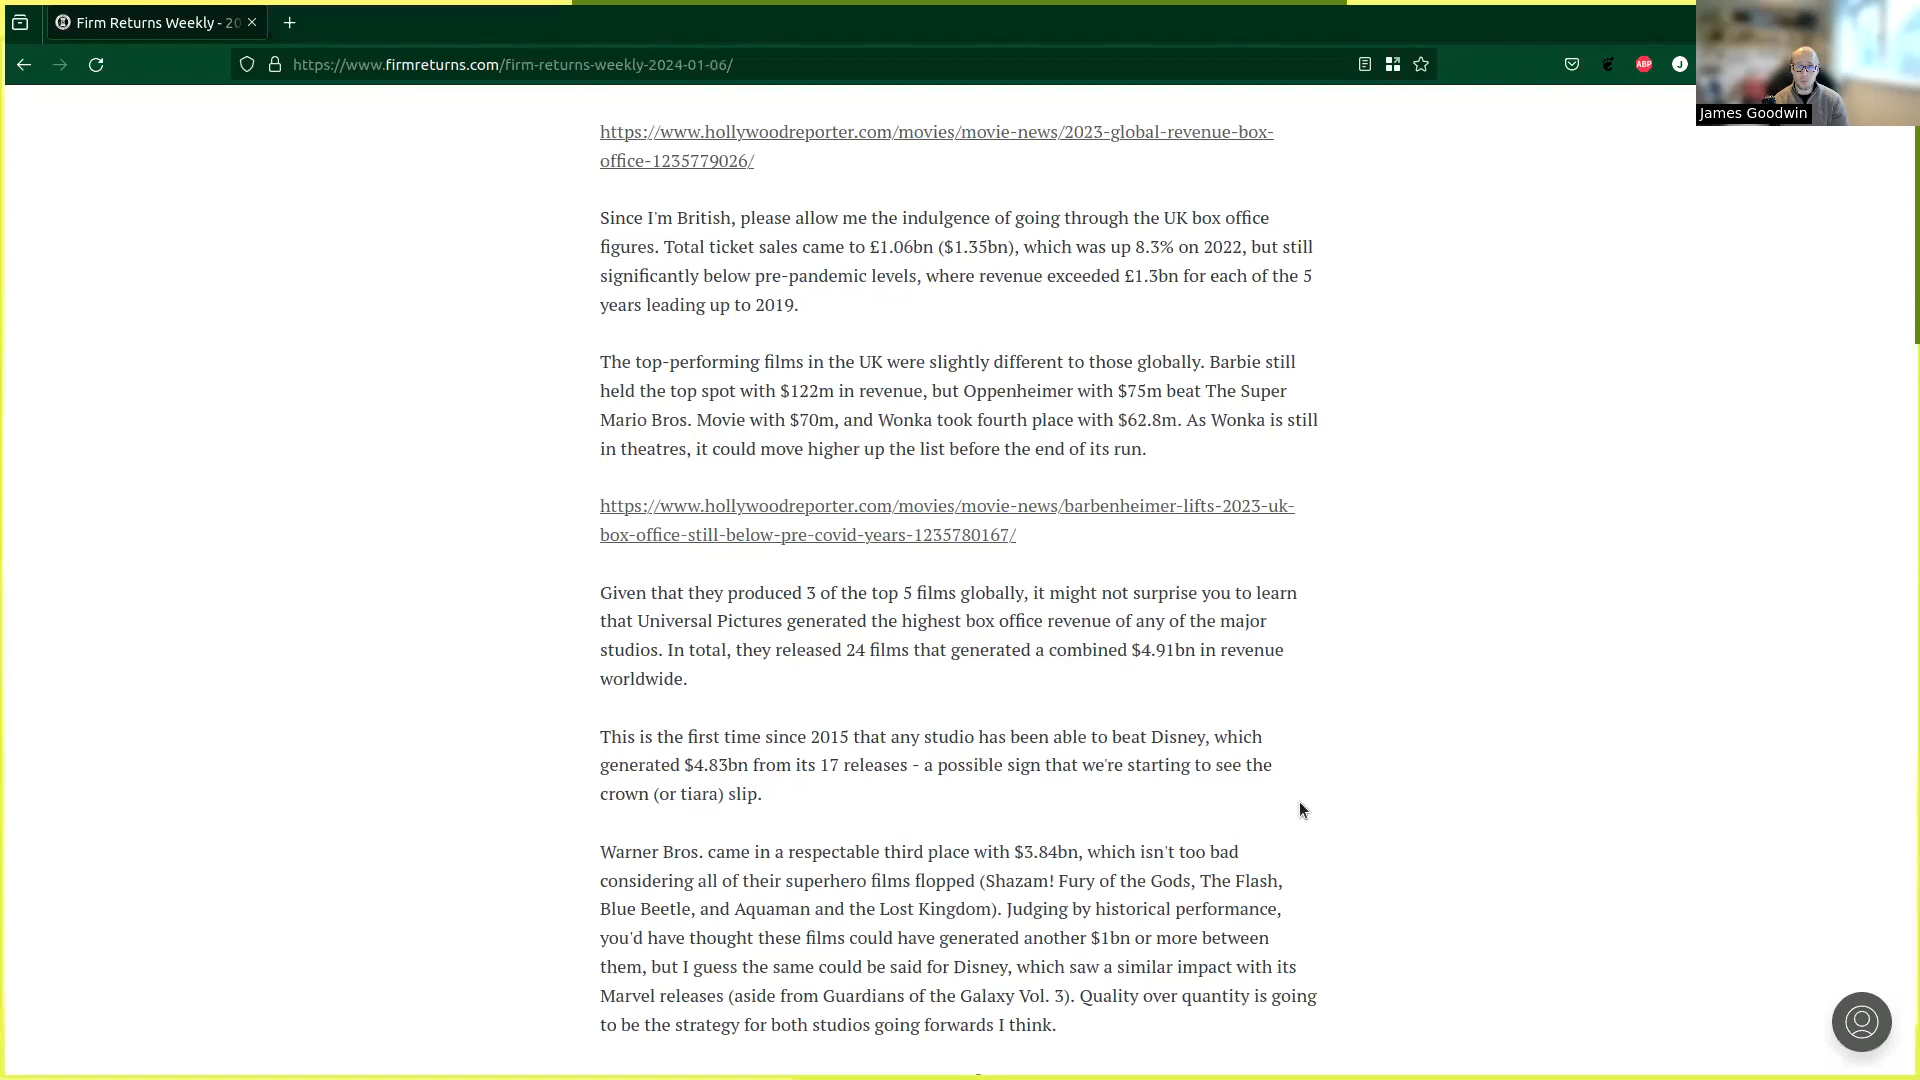 Firm Returns Weekly - 20
https://www.firmreturns.com/firm-returns-weekly-2024-01-06/
ABP
J
James Goodwin
https://www.hollywoodreporter.com/movies/movie-news/2023-global-revenue-box-
office-1235779026/
Since I'm British, please allow me the indulgence of going through the UK box office
figures. Total ticket sales came to £1.06bn ($1.35bn), which was up 8.3% on 2022, but still
significantly below pre-pandemic levels, where revenue exceeded £1.3bn for each of the 5
years leading up to 2019.
The top-performing films in the UK were slightly different to those globally. Barbie still
held the top spot with $122m in revenue, but Oppenheimer with $75m beat The Super
Mario Bros. Movie with $70m, and Wonka took fourth place with $62.8m. As Wonka is still
in theatres, it could move higher up the list before the end of its run.
https://www.hollywoodreporter.com/movies/movie-news/barbenheimer-lifts-2023-uk-
box-office-still-below-pre-covid-years-1235780167/
Given that they produced 3 of the top 5 films globally, it might not surprise you to learn
that Universal Pictures generated the highest box office revenue of any of the major
studios. In total, they released 24 films that generated a combined $4.91bn in revenue
worldwide.
This is the first time since 2015 that any studio has been able to beat Disney, which
generated $4.83bn from its 17 releases - a possible sign that we're starting to see the
crown (or tiara) slip.
Warner Bros. came in a respectable third place with $3.84bn, which isn't too bad
considering all of their superhero films flopped (Shazam! Fury of the Gods, The Flash,
Blue Beetle, and Aquaman and the Lost Kingdom). Judging by historical performance,
you'd have thought these films could have generated another $1bn or more between
them, but I guess the same could be said for Disney, which saw a similar impact with its
Marvel releases (aside from Guardians of the Galaxy Vol. 3). Quality over quantity is going
to be the strategy for both studios going forwards I think.